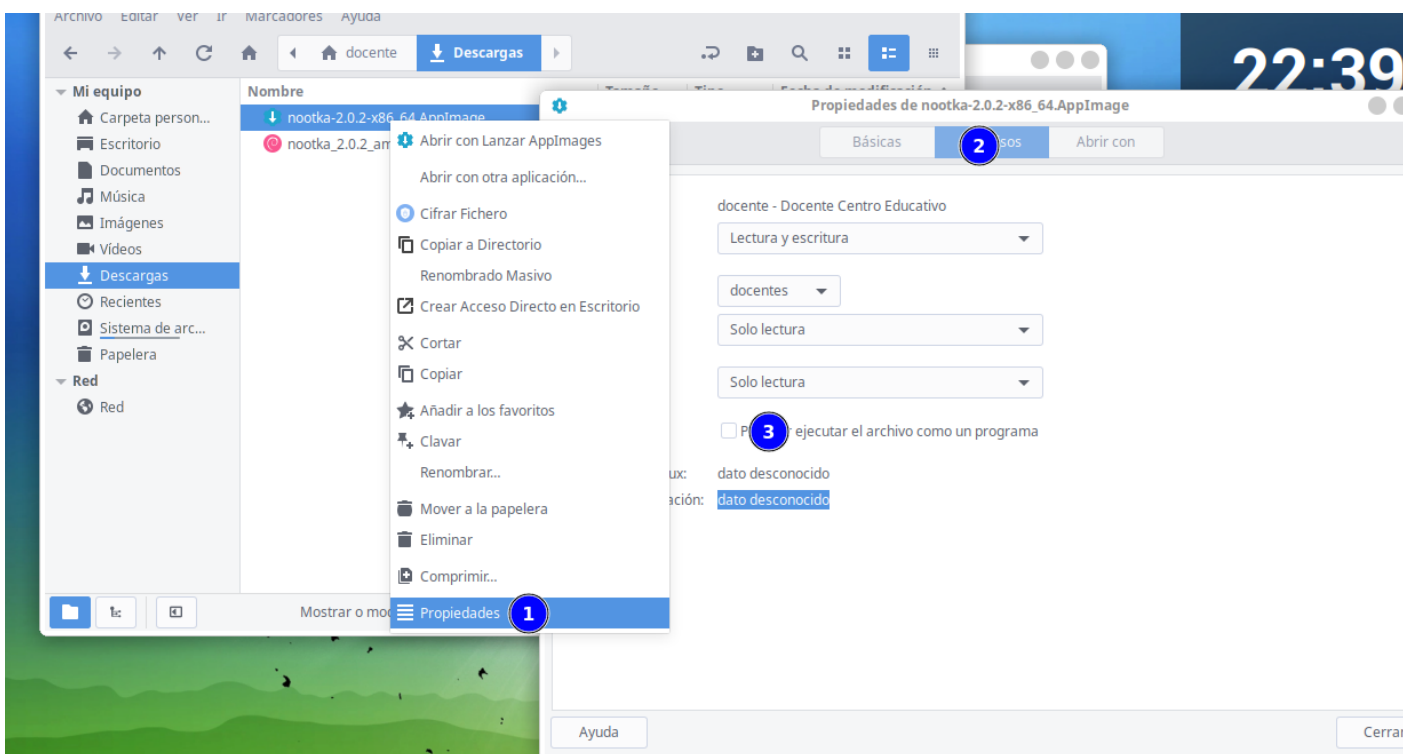 Archivo Editar Ver Ir Marcadores Ayuda
docente Descargas
22:39
Mi equipo
Carpeta person...
Escritorio
Documentos
Música
Imágenes
Vídeos
Descargas
Recientes
Sistema de arc...
Papelera
Red
Red
Nombre Tamaño Tipo Fecha de modificación
nootka-2.0.2-x86_64.AppImage
nootka_2.0.2_am
Mostrar o mo
Abrir con Lanzar AppImages
Abrir con otra aplicación...
Cifrar Fichero
Copiar a Directorio
Renombrado Masivo
Crear Acceso Directo en Escritorio
Cortar
Copiar
Añadir a los favoritos
Clavar
Renombrar...
Mover a la papelera
Eliminar
Comprimir...
Propiedades 1
Propiedades de nootka-2.0.2-x86_64.AppImage
Básicas 2 sos Abrir con
docente - Docente Centro Educativo
Lectura y escritura
docentes
Solo lectura
Solo lectura
P 3 ejecutar el archivo como un programa
ux: dato desconocido
ación: dato desconocido
Ayuda Cerrar